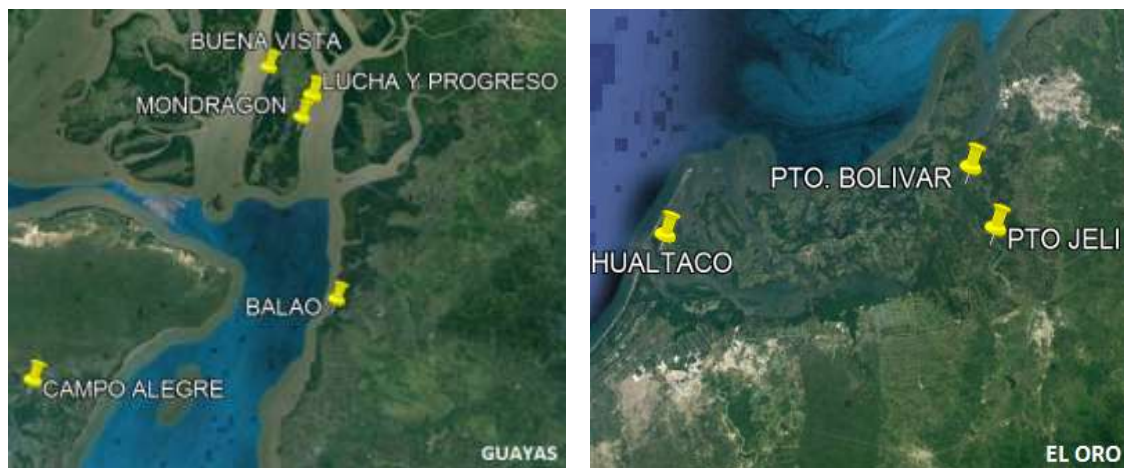 BUENA VISTA
LUCHA Y PROGRESO
MONDRAGON
BALAO
CAMPO ALEGRE
GUAYAS
PTO. BOLIVAR
PTO JELI
HUALTACO
EL ORO